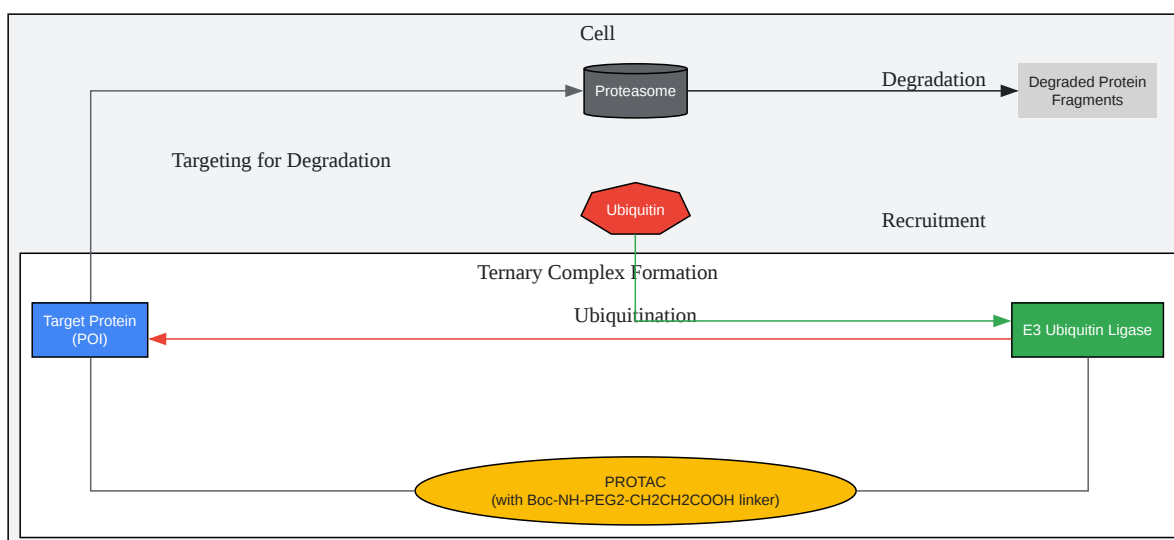 Cell
Proteasome
Degradation
Degraded Protein
Fragments
Targeting for Degradation
Ubiquitin
Recruitment
Ternary Complex Formation
Ubiquitination
Target Protein
(POI)
E3 Ubiquitin Ligase
PROTAC
(with Boc-NH-PEG2-CH2CH2COOH linker)